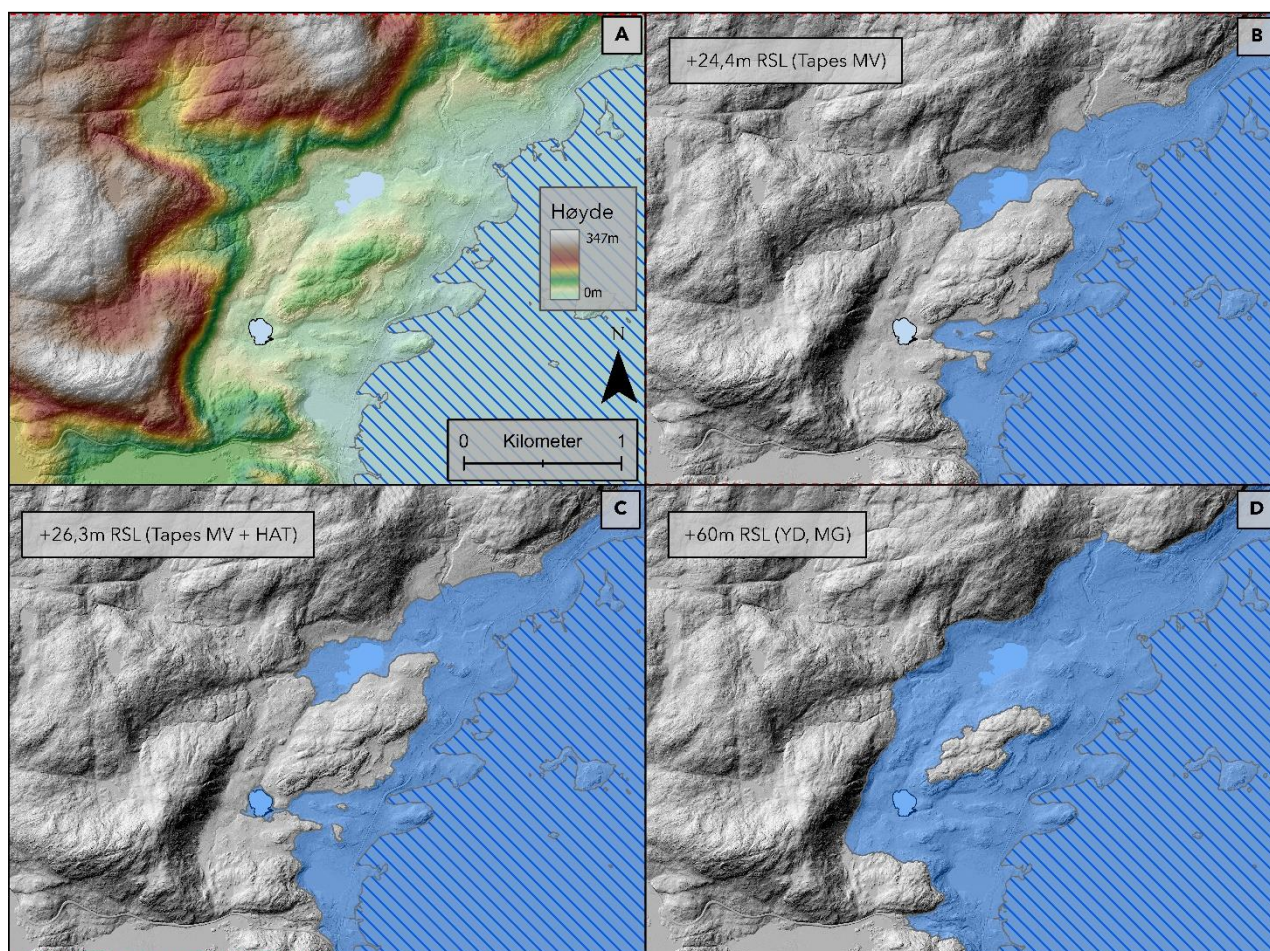 A
Høyde
347m
0m
N
0 Kilometer 1
B
+24,4m RSL (Tapes MV)
C
+26,3m RSL (Tapes MV + HAT)
D
+60m RSL (YD, MG)